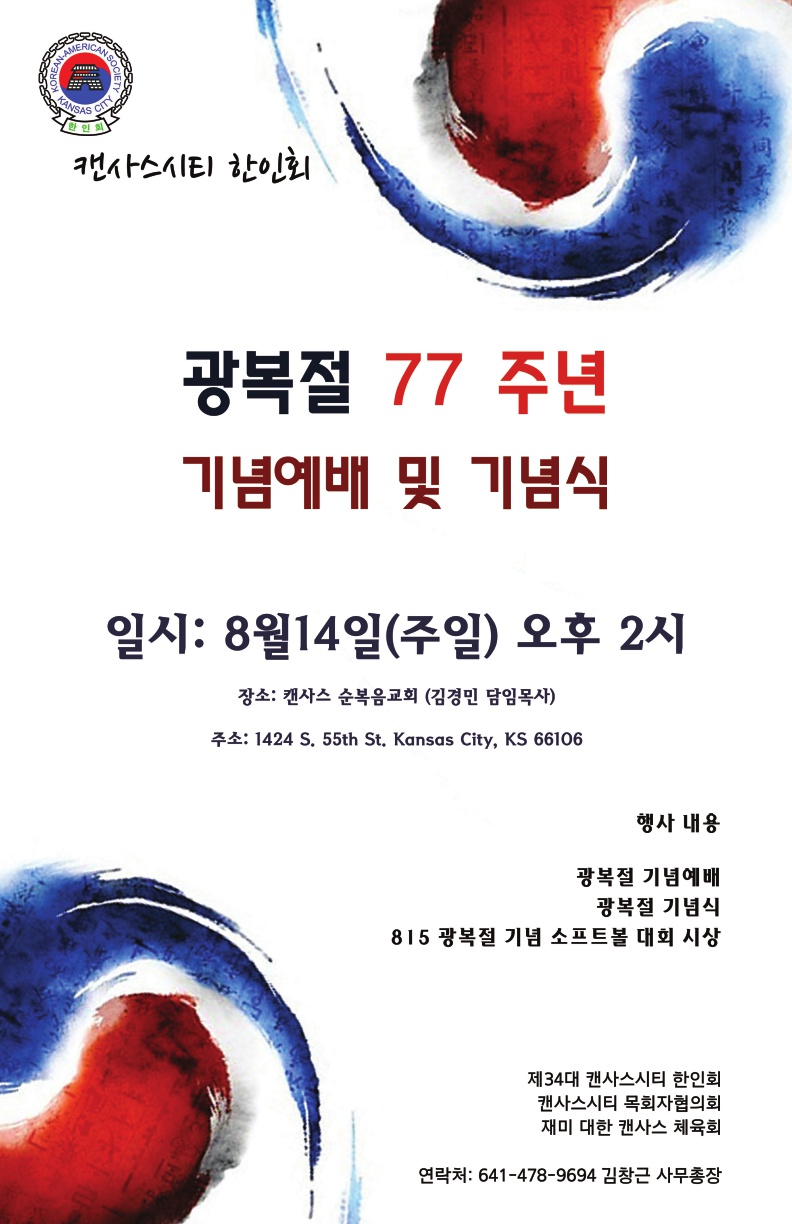 KOREAN-AMERICAN SOCIETY
KANSAS CITY
한인회
캔사스시티 한인회
광복절 77 주년
기념예배 및 기념식
일시: 8월14일(주일) 오후 2시
장소: 캔사스 순복음교회 (김경민 담임목사)
주소: 1424 S. 55th St. Kansas City, KS 66106
행사 내용
광복절 기념예배
광복절 기념식
815 광복절 기념 소프트볼 대회 시상
제34대 캔사스시티 한인회
캔사스시티 목회자협의회
재미 대한 캔사스 체육회
연락처: 641-478-9694 김창근 사무총장